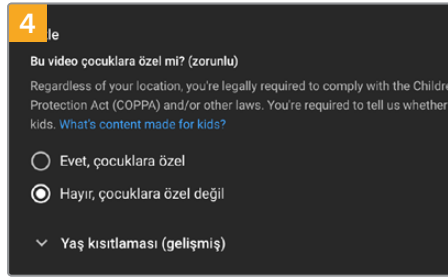 4
le
Bu video çocuklara özel mi? (zorunlu)
Regardless of your location, you're legally required to comply with the Childre
Protection Act (COPPA) and/or other laws. You're required to tell us whether
kids. What's content made for kids?
Evet, çocuklara özel
Hayır, çocuklara özel değil
Yaş kısıtlaması (gelişmiş)